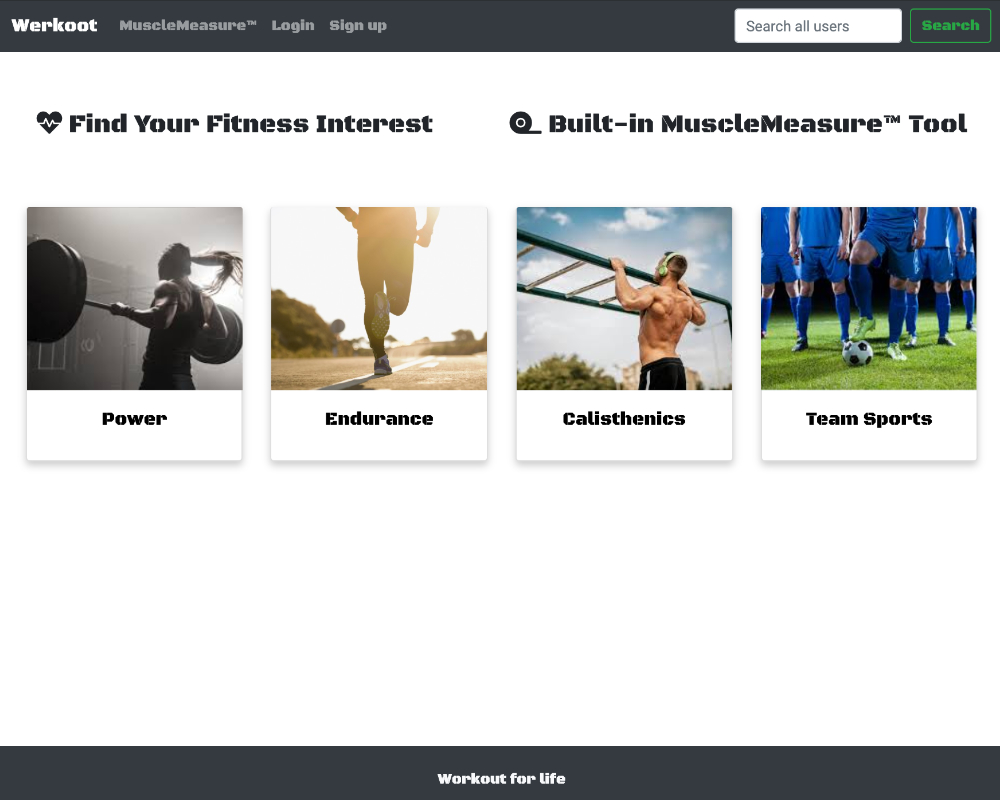 Werkoot MuscleMeasure™ Login Sign up Search all users Search
Find Your Fitness Interest
Built-in MuscleMeasure™ Tool
Power
Endurance
Calisthenics
Team Sports
Workout for life